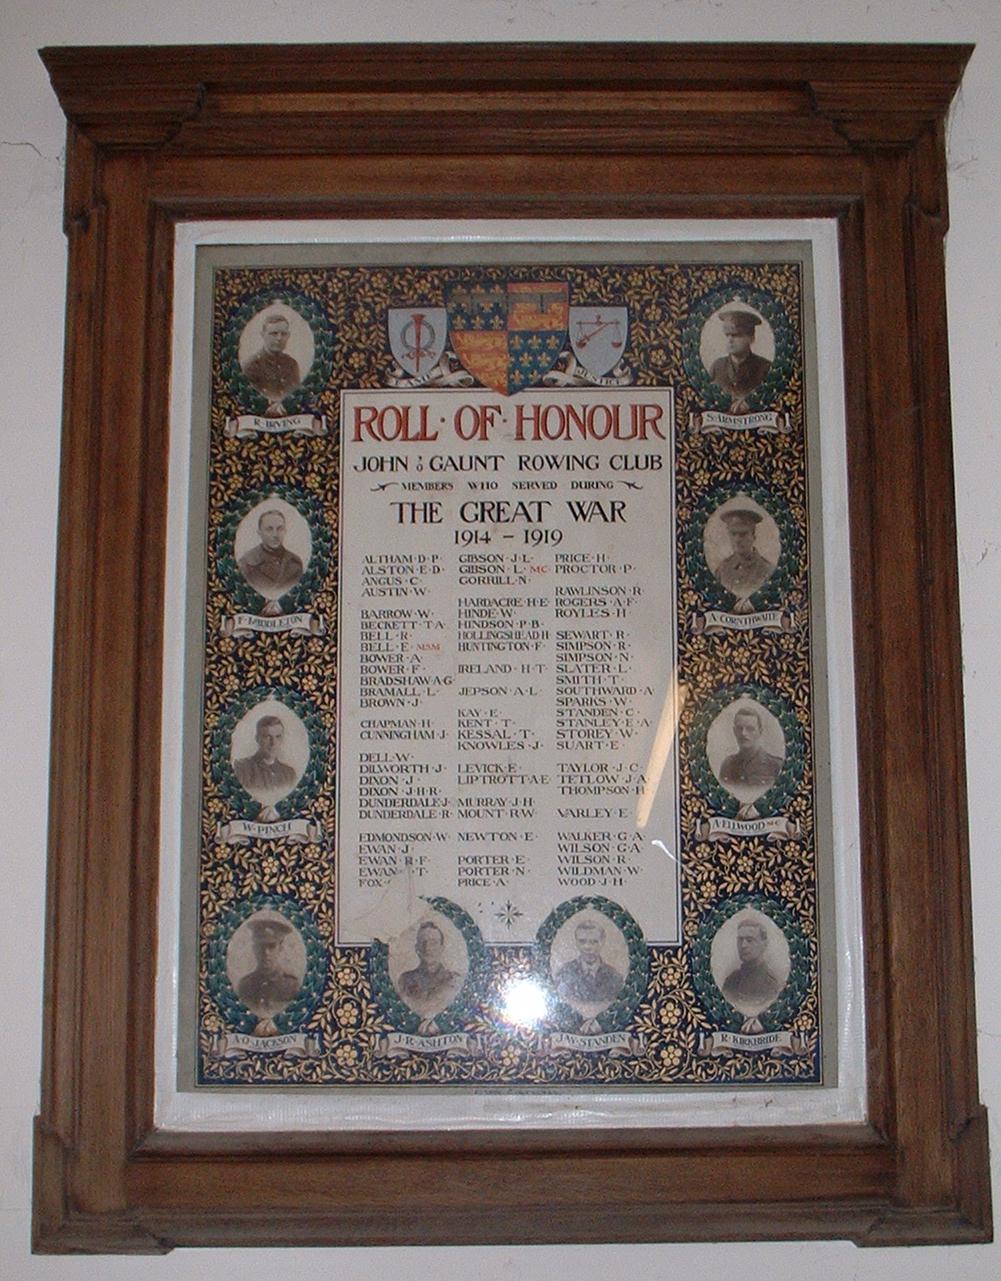 ROLL·OF·HONOUR
JOHN O' GAUNT ROWING CLUB
MEMBERS WHO SERVED DURING
THE GREAT WAR
1914 – 1919
ALTHAM·D·P·
ALSTON·E·D·
ANGUS·C·
AUSTIN·W·
BARROW·W·
BECKETT·T·A·
BELL·R·
BELL·E· MSM
BOWER·A·
BOWER·F·
BRADSHAW·A·G·
BRAMALL·L·
BROWN·J·
CHAPMAN·H·
CUNNINGHAM·J·
DELL·W·
DILWORTH·J·
DIXON·J·
DIXON·J·H·R·
DUNDERDALE·J·
DUNDERDALE·R·
EDMONDSON·W·
EWAN·J·
EWAN·R·F·
EWAN·T·
FOX·
GIBSON·J·L·
GIBSON·L· MC
GORRILL·N·
HARDACRE·H·E·
HINDE·W·
HINDSON·P·B·
HOLLINGSHEAD·H·
HUNTINGTON·F·
IRELAND·H·T·
JEPSON·A·L·
KAY·E·
KENT·T·
KESSAL·T·
KNOWLES·J·
LEVICK·E·
LIPTROTT·A·E·
MURRAY·J·H·
MOUNT·R·W·
NEWTON·E·
PORTER·E·
PORTER·N·
PRICE·A·
PRICE·H·
PROCTOR·P·
RAWLINSON·R·
ROGERS·A·F·
ROYLES·H·
SEWART·R·
SIMPSON·R·
SIMPSON·N·
SLATER·L·
SMITH·T·
SOUTHWARD·A·
SPARKS·W·
STANDEN·C·
STANLEY·E·A·
STOREY·W·
SUART·E·
TAYLOR·J·C·
TETLOW·J·A·
THOMPSON·H·
VARLEY·E·
WALKER·G·A·
WILSON·G·A·
WILSON·R·
WILDMAN·W·
WOOD·J·H·
R·IRVING
F·MIDDLETON
W·PINCH
A·O·JACKSON
J·R·ASHTON
J·W·STANDEN
R·KIRKBRIDE
A·ELLWOOD·MC
A·CORNTHWAITE
S·ARMSTRONG